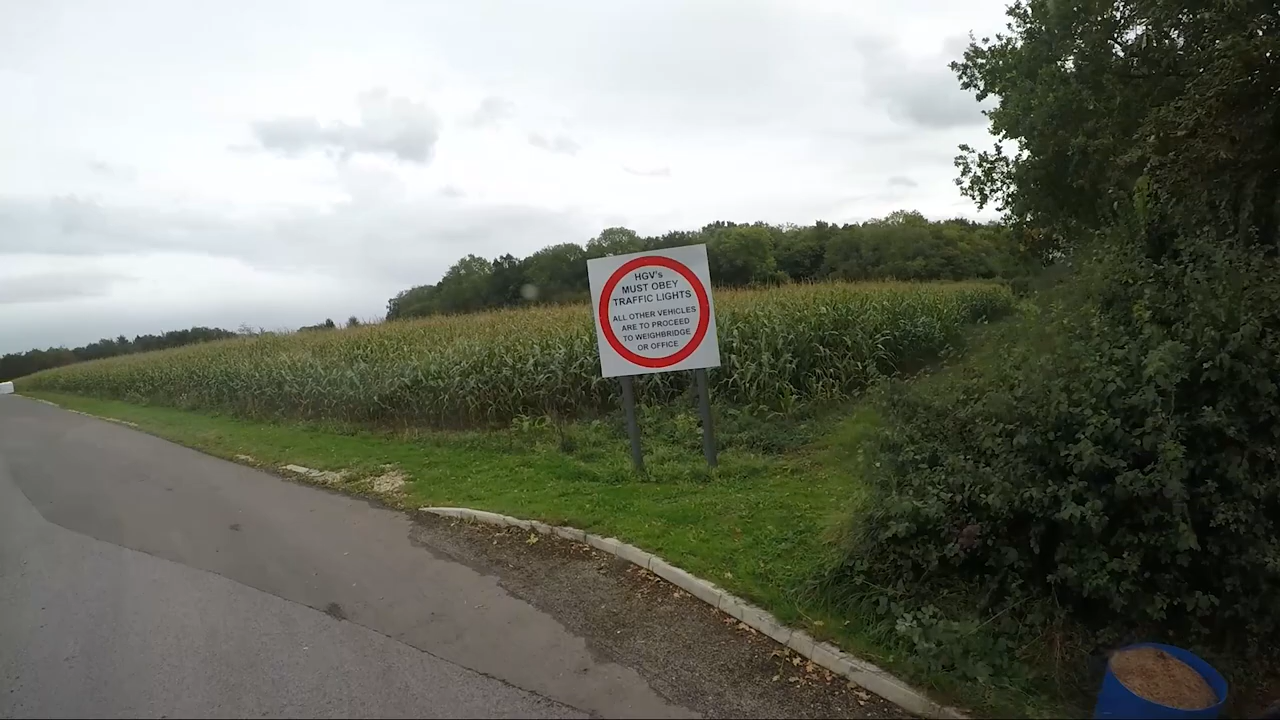 HGV's
MUST OBEY
TRAFFIC LIGHTS
ALL OTHER VEHICLES
ARE TO PROCEED
TO WEIGHBRIDGE
OR OFFICE